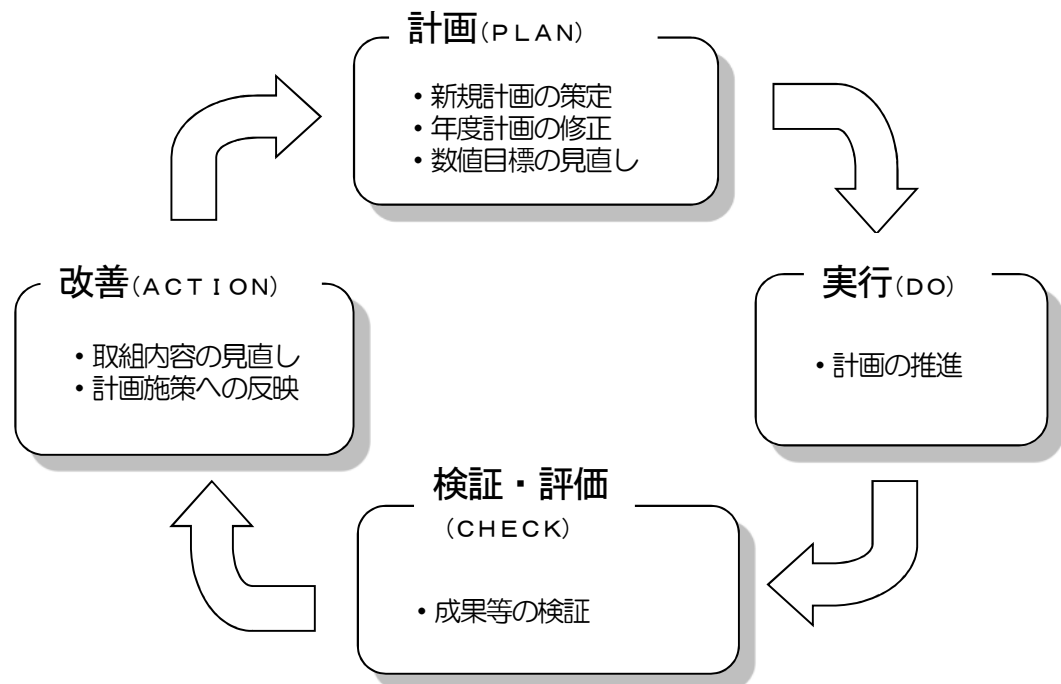 計画(ＰＬＡＮ)
・新規計画の策定
・年度計画の修正
・数値目標の見直し
改善(ＡＣＴＩＯＮ)
・取組内容の見直し
・計画施策への反映
実行(ＤＯ)
・計画の推進
検証・評価
(ＣＨＥＣＫ)
・成果等の検証